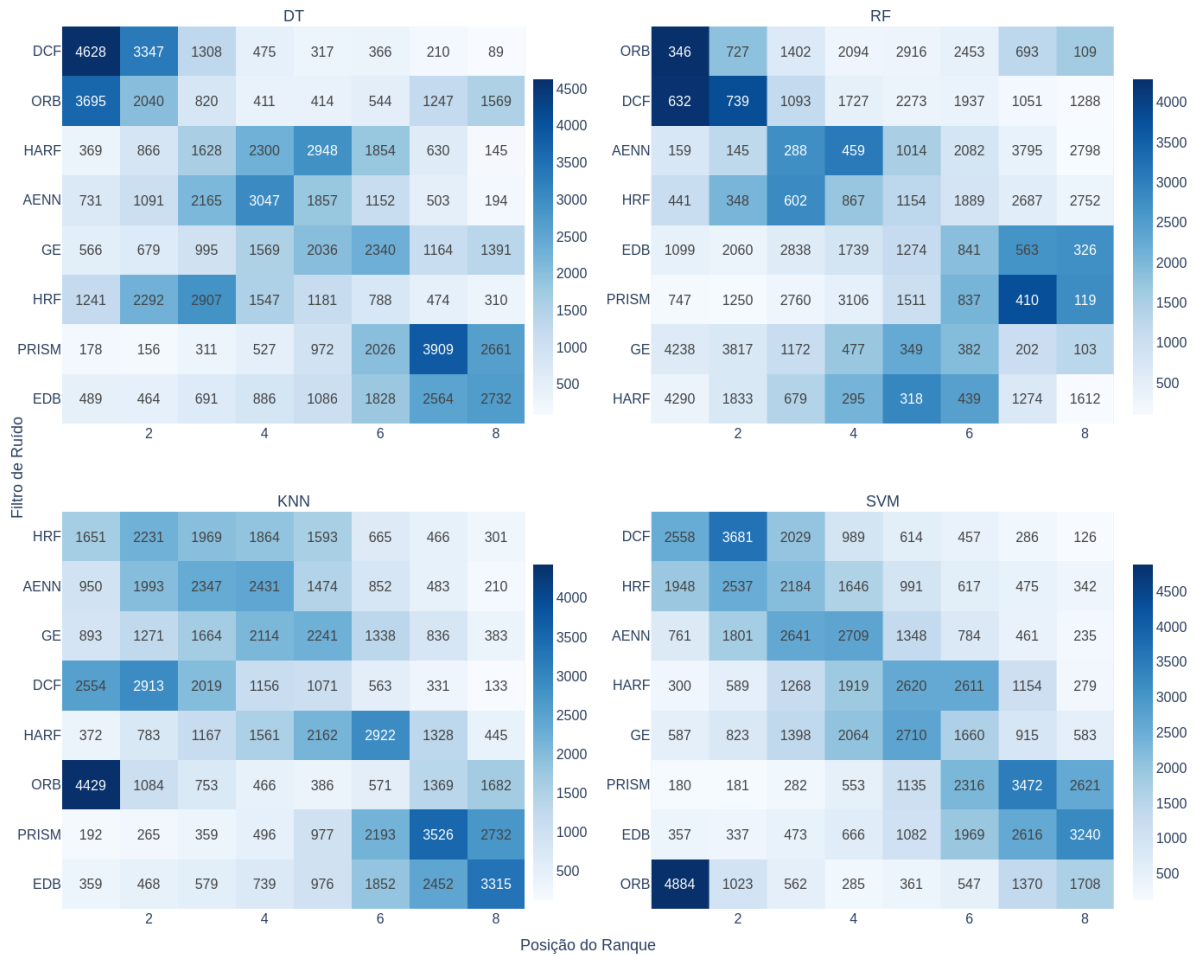 DT
DCF 4628 3347 1308 475 317 366 210 89
ORB 3695 2040 820 411 414 544 1247 1569
HARF 369 866 1628 2300 2948 1854 630 145
AENN 731 1091 2165 3047 1857 1152 503 194
GE 566 679 995 1569 2036 2340 1164 1391
HRF 1241 2292 2907 1547 1181 788 474 310
PRISM 178 156 311 527 972 2026 3909 2661
EDB 489 464 691 886 1086 1828 2564 2732
2 4 6 8
4500
4000
3500
3000
2500
2000
1500
1000
500
RF
ORB 346 727 1402 2094 2916 2453 693 109
DCF 632 739 1093 1727 2273 1937 1051 1288
AENN 159 145 288 459 1014 2082 3795 2798
HRF 441 348 602 867 1154 1889 2687 2752
EDB 1099 2060 2838 1739 1274 841 563 326
PRISM 747 1250 2760 3106 1511 837 410 119
GE 4238 3817 1172 477 349 382 202 103
HARF 4290 1833 679 295 318 439 1274 1612
2 4 6 8
4000
3500
3000
2500
2000
1500
1000
500
Filtro de Ruído
KNN
HRF 1651 2231 1969 1864 1593 665 466 301
AENN 950 1993 2347 2431 1474 852 483 210
GE 893 1271 1664 2114 2241 1338 836 383
DCF 2554 2913 2019 1156 1071 563 331 133
HARF 372 783 1167 1561 2162 2922 1328 445
ORB 4429 1084 753 466 386 571 1369 1682
PRISM 192 265 359 496 977 2193 3526 2732
EDB 359 468 579 739 976 1852 2452 3315
2 4 6 8
4000
3500
3000
2500
2000
1500
1000
500
SVM
DCF 2558 3681 2029 989 614 457 286 126
HRF 1948 2537 2184 1646 991 617 475 342
AENN 761 1801 2641 2709 1348 784 461 235
HARF 300 589 1268 1919 2620 2611 1154 279
GE 587 823 1398 2064 2710 1660 915 583
PRISM 180 181 282 553 1135 2316 3472 2621
EDB 357 337 473 666 1082 1969 2616 3240
ORB 4884 1023 562 285 361 547 1370 1708
2 4 6 8
4500
4000
3500
3000
2500
2000
1500
1000
500
Posição do Ranque